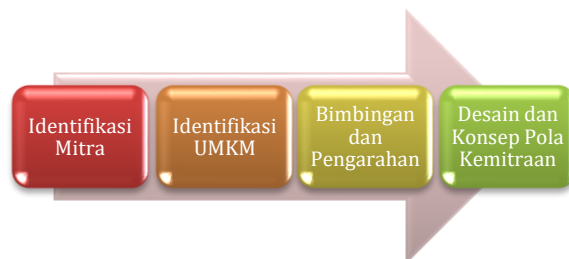 Identifikasi
Mitra
Identifikasi
UMKM
Bimbingan
dan
Pengarahan
Desain dan
Konsep Pola
Kemitraan